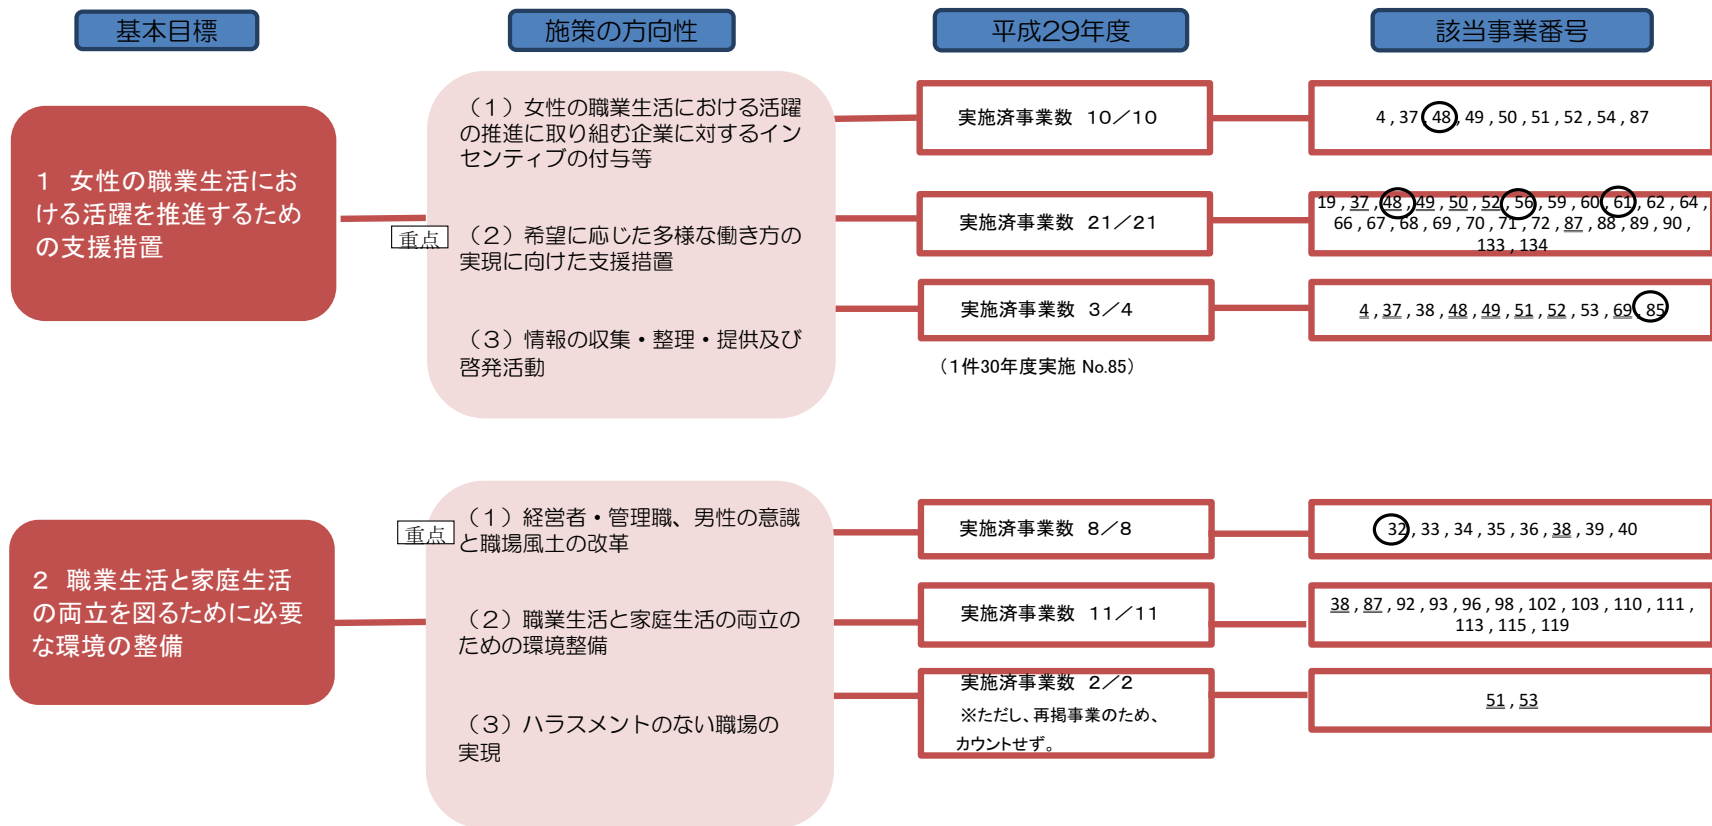 基本目標
施策の方向性
平成29年度
該当事業番号
1 女性の職業生活にお
ける活躍を推進するため
の支援措置
(1)女性の職業生活における活躍
の推進に取り組む企業に対するイン
センティブの付与等
重点
(2)希望に応じた多様な働き方の
実現に向けた支援措置
(3)情報の収集・整理・提供及び
啓発活動
実施済事業数 10/10
4 , 37 , 48 , 49 , 50 , 51 , 52 , 54 , 87
実施済事業数 21/21
19 , 37 , 48 , 49 , 50 , 52 , 56 , 59 , 60 , 61 , 62 , 64 ,
66 , 67 , 68 , 69 , 70 , 71 , 72 , 87 , 88 , 89 , 90 ,
133 , 134
実施済事業数 3/4
4 , 37 , 38 , 48 , 49 , 51 , 52 , 53 , 69 , 85
(1件30年度実施 No.85)
2 職業生活と家庭生活
の両立を図るために必要
な環境の整備
重点
(1)経営者・管理職、男性の意識
と職場風土の改革
(2)職業生活と家庭生活の両立の
ための環境整備
(3)ハラスメントのない職場の
実現
実施済事業数 8/8
32 , 33 , 34 , 35 , 36 , 38 , 39 , 40
実施済事業数 11/11
38 , 87 , 92 , 93 , 96 , 98 , 102 , 103 , 110 , 111 ,
113 , 115 , 119
実施済事業数 2/2
※ただし、再掲事業のため、
カウントせず。
51 , 53